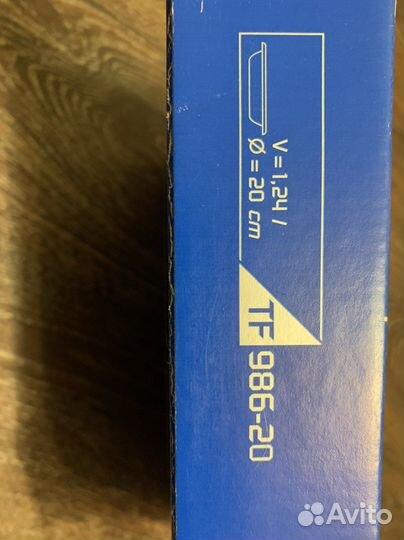 V = 1,24 l
Ø = 20 cm
TF 986-20
Avito